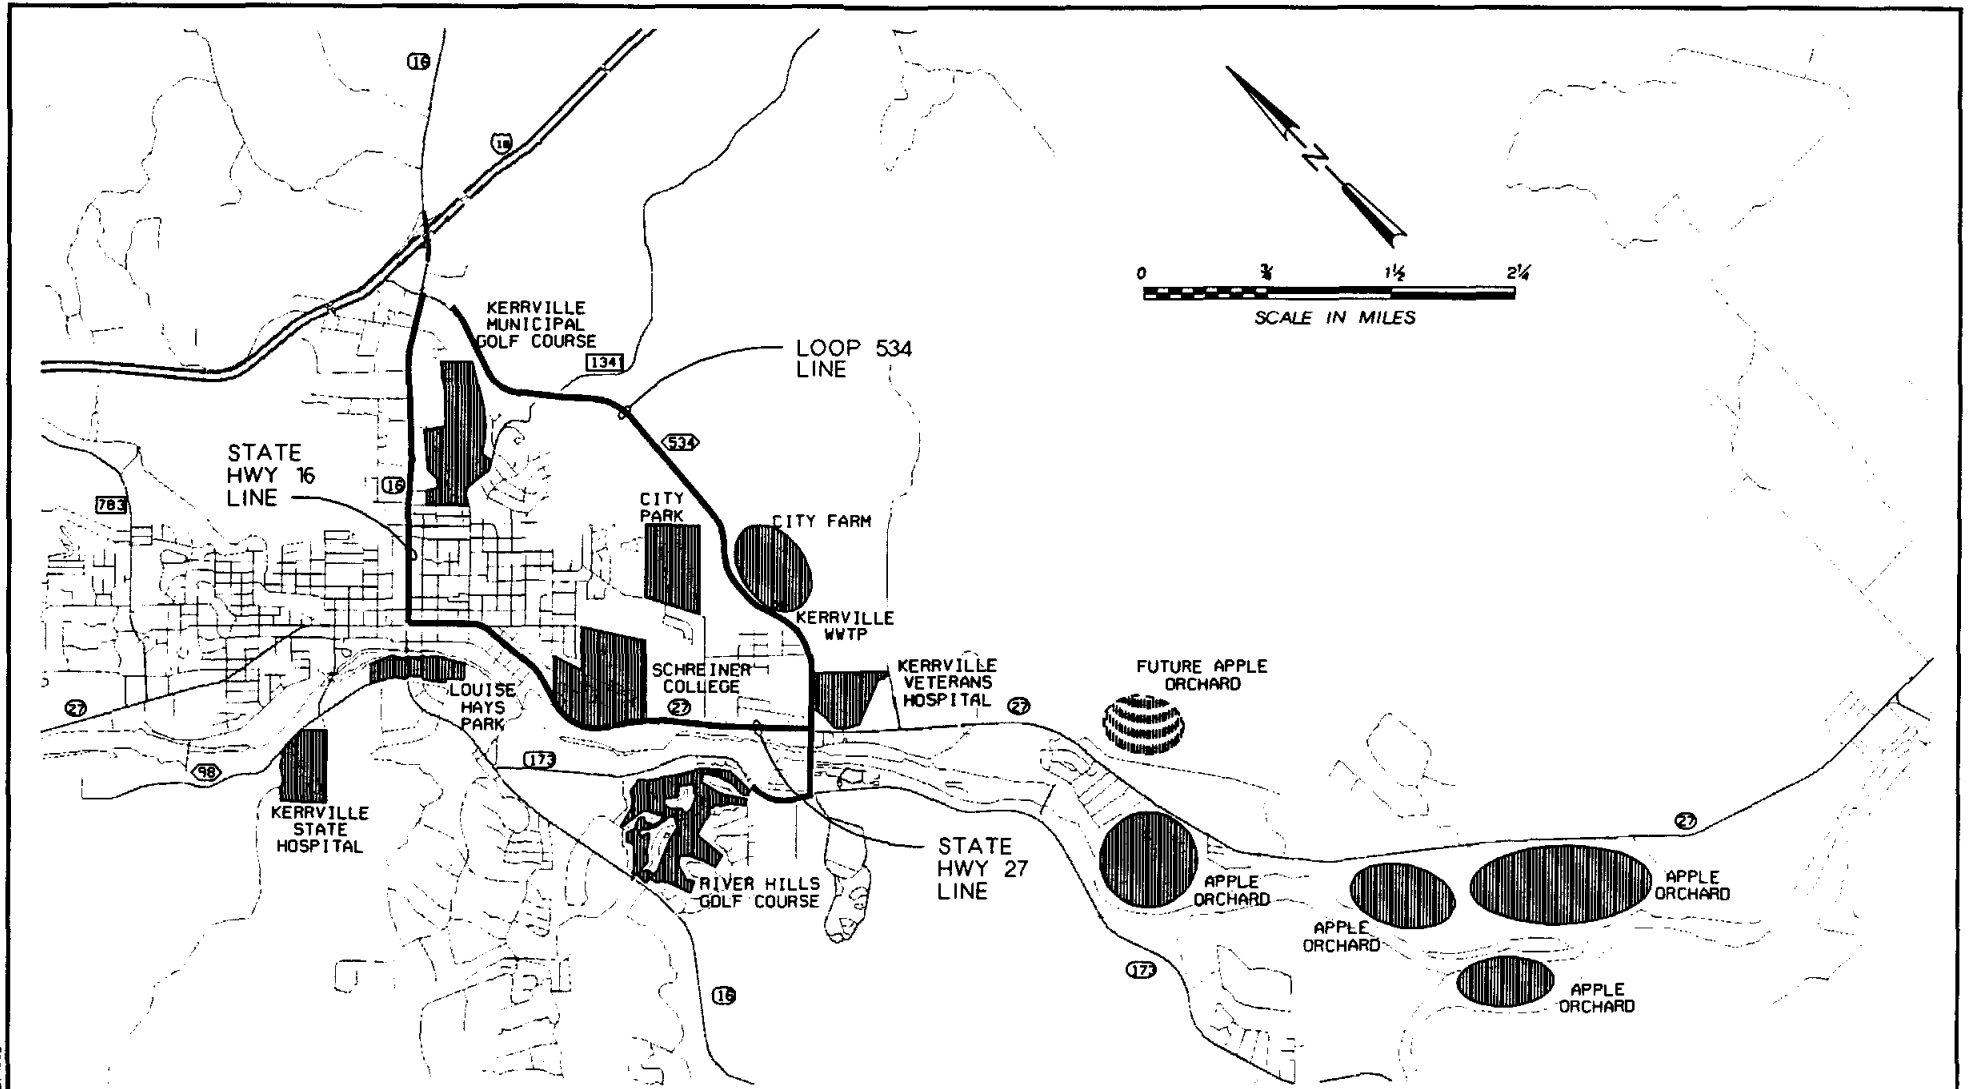 16
10
N
0 ¾ 1½ 2¼
SCALE IN MILES
KERRVILLE
MUNICIPAL
GOLF COURSE
1341
LOOP 534
LINE
534
STATE
HWY 16
LINE
16
783
CITY
PARK
CITY FARM
KERRVILLE
WWTP
SCHREINER
COLLEGE
27
KERRVILLE
VETERANS
HOSPITAL
27
FUTURE APPLE
ORCHARD
LOUISE
HAYS
PARK
27
98
173
KERRVILLE
STATE
HOSPITAL
RIVER HILLS
GOLF COURSE
STATE
HWY 27
LINE
27
APPLE
ORCHARD
APPLE
ORCHARD
APPLE
ORCHARD
APPLE
ORCHARD
173
16